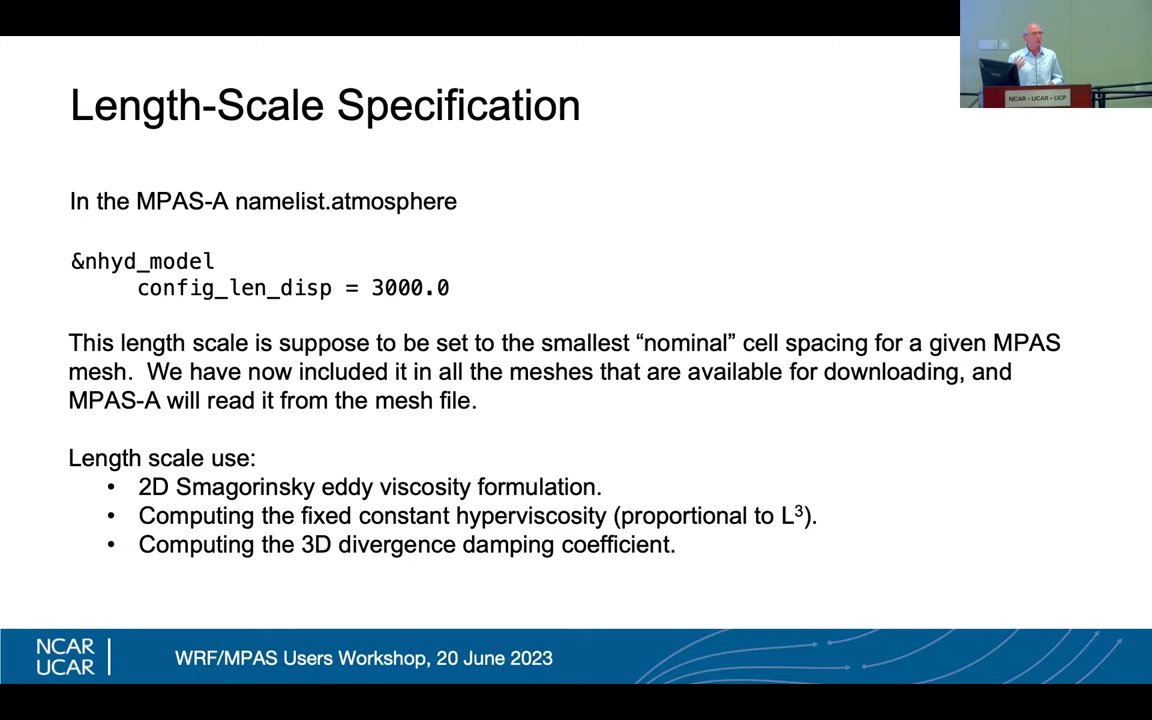 NCAR • UCAR • UCP
Length-Scale Specification
In the MPAS-A namelist.atmosphere
&nhyd_model
config_len_disp = 3000.0
This length scale is suppose to be set to the smallest “nominal” cell spacing for a given MPAS
mesh.  We have now included it in all the meshes that are available for downloading, and
MPAS-A will read it from the mesh file.
Length scale use:
• 2D Smagorinsky eddy viscosity formulation.
• Computing the fixed constant hyperviscosity (proportional to L³).
• Computing the 3D divergence damping coefficient.
NCAR
UCAR
WRF/MPAS Users Workshop, 20 June 2023